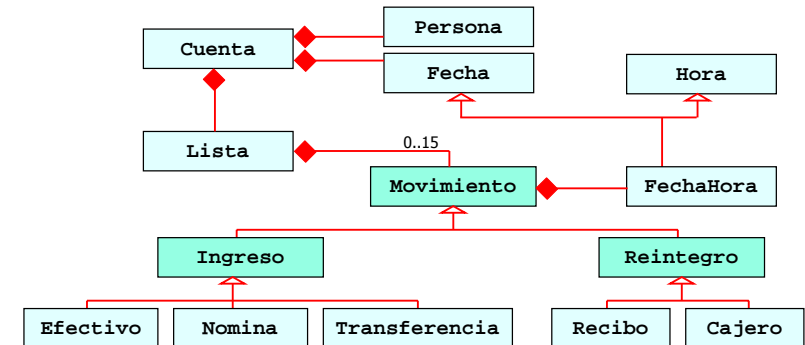 Persona
Cuenta
Fecha
Hora
Lista
0..15
Movimiento
FechaHora
Ingreso
Reintegro
Efectivo
Nomina
Transferencia
Recibo
Cajero